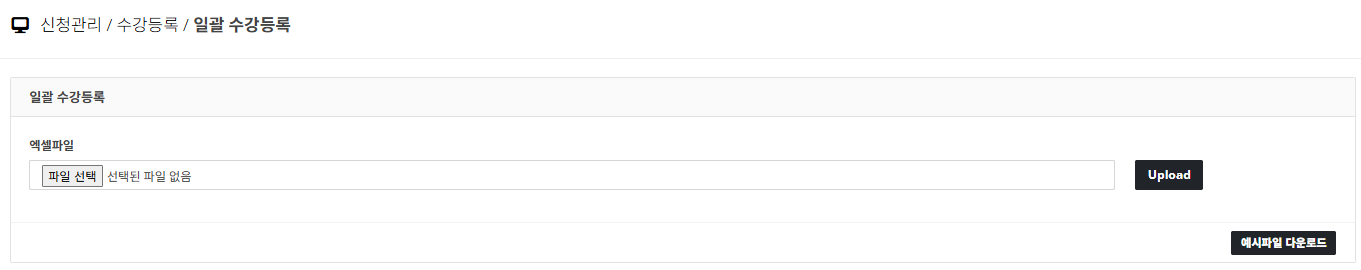 신청관리 / 수강등록 / 일괄 수강등록
일괄 수강등록
엑셀파일
파일 선택 선택된 파일 없음
Upload
예시파일 다운로드